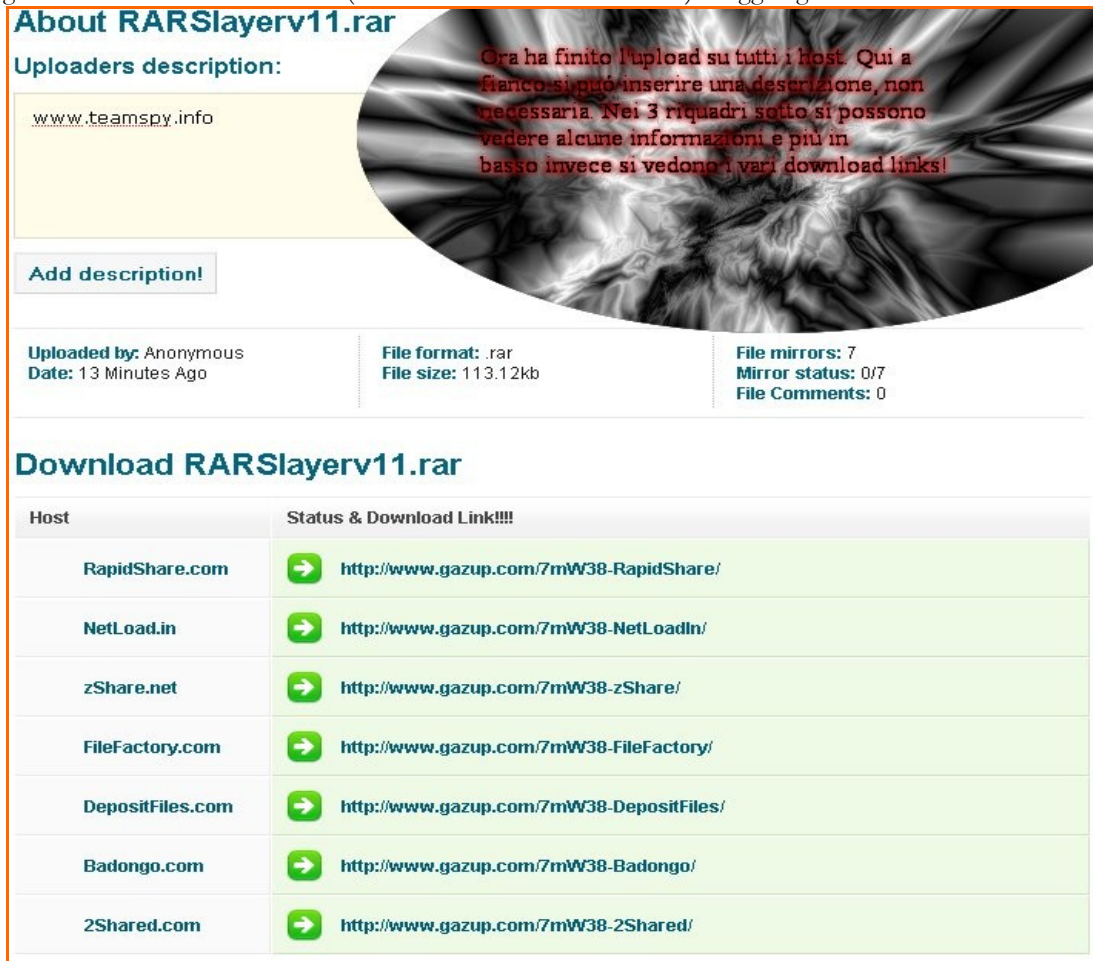 About RARSlayerv11.rar
Uploaders description:
www.teamspy.info
Ora ha finito l'upload su tutti i host. Qui a
fianco si può inserire una descrizione, non
necessaria. Nei 3 riquadri sotto si possono
vedere alcune informazioni e più in
basso invece si vedono i vari download links!
Add description!
Uploaded by: Anonymous
Date: 13 Minutes Ago
File format: .rar
File size: 113.12kb
File mirrors: 7
Mirror status: 0/7
File Comments: 0
Download RARSlayerv11.rar
Host Status & Download Link!!!!
RapidShare.com http://www.gazup.com/7mW38-RapidShare/
NetLoad.in http://www.gazup.com/7mW38-NetLoadIn/
zShare.net http://www.gazup.com/7mW38-zShare/
FileFactory.com http://www.gazup.com/7mW38-FileFactory/
DepositFiles.com http://www.gazup.com/7mW38-DepositFiles/
Badongo.com http://www.gazup.com/7mW38-Badongo/
2Shared.com http://www.gazup.com/7mW38-2Shared/